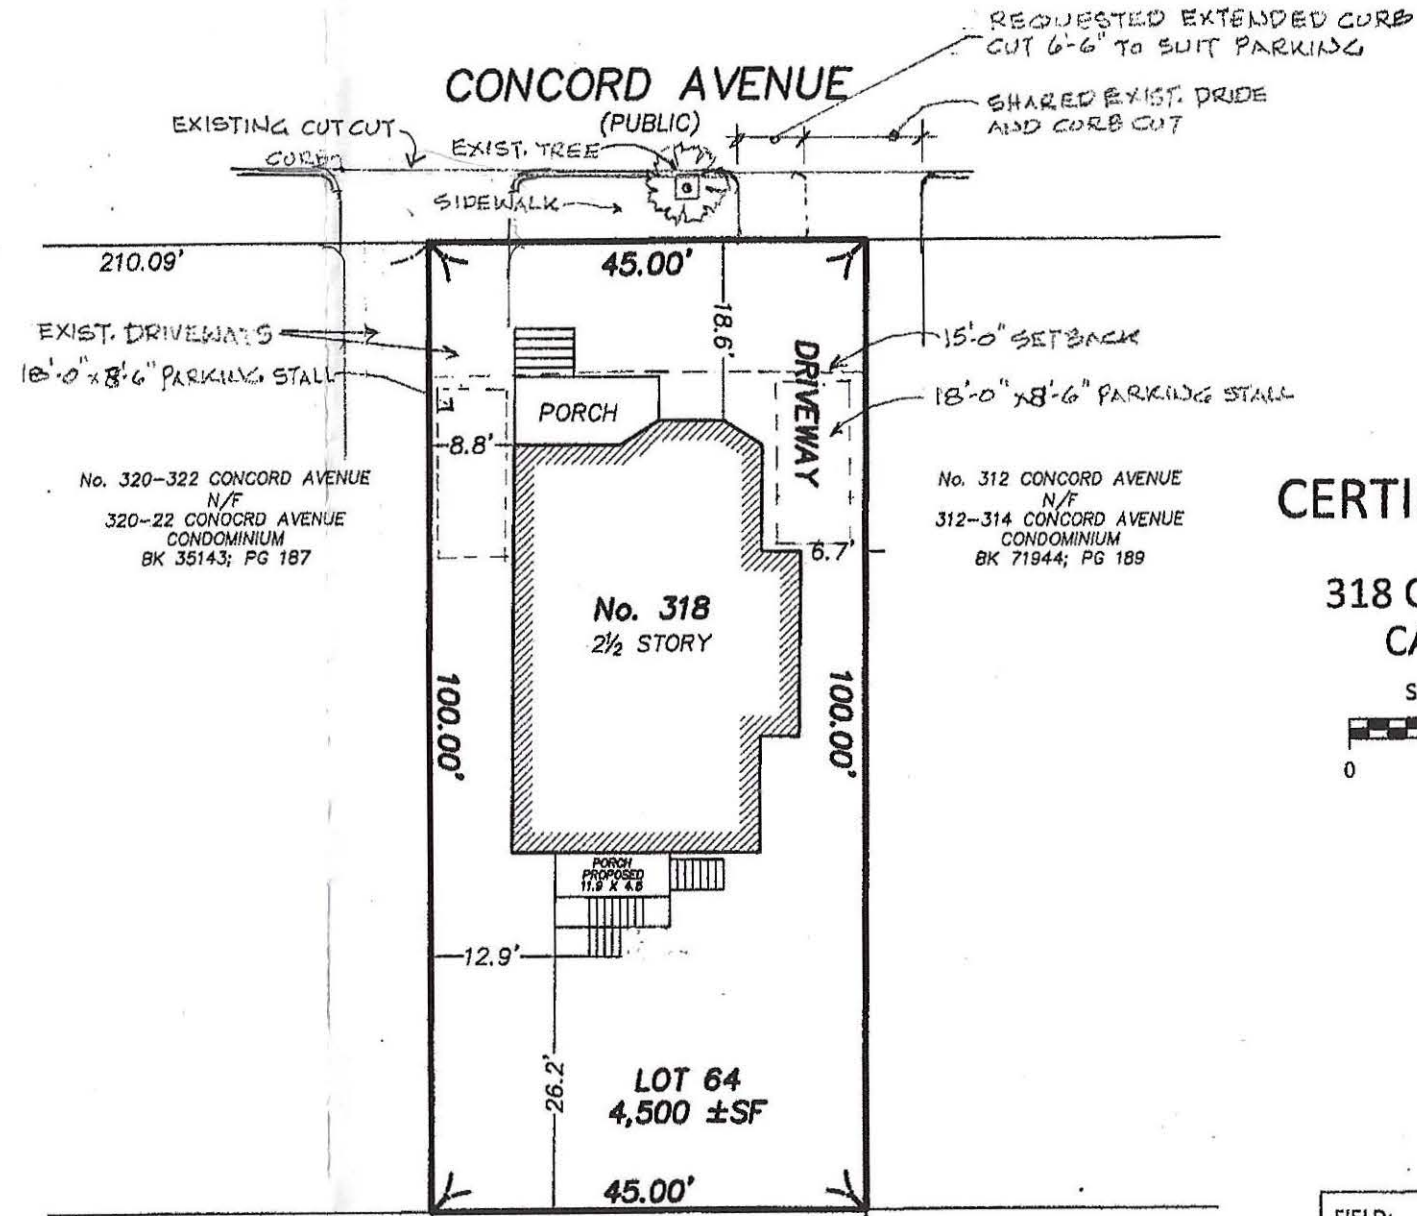 REQUESTED EXTENDED CURB
CUT 6'-6" TO SUIT PARKING
CONCORD AVENUE
(PUBLIC)
SHARED EXIST. DRIDE
AND CURB CUT
EXISTING CUT CUT
CURB
EXIST. TREE
SIDEWALK
210.09'
45.00'
18.6'
EXIST. DRIVEWAYS
18'-0" x 8'-6" PARKING STALL
15'-0" SETBACK
18'-0" x 8'-6" PARKING STALL
DRIVEWAY
PORCH
8.8'
No. 320-322 CONCORD AVENUE
N/F
320-22 CONOCRD AVENUE
CONDOMINIUM
BK 35143; PG 187
No. 312 CONCORD AVENUE
N/F
312-314 CONCORD AVENUE
CONDOMINIUM
BK 71944; PG 189
CERTI
6.7'
No. 318
2½ STORY
318 C
CA
S
0
100.00'
100.00'
PORCH
PROPOSED
11.9 X 4.8
12.9'
26.2'
LOT 64
4,500 ±SF
45.00'
FIELD: